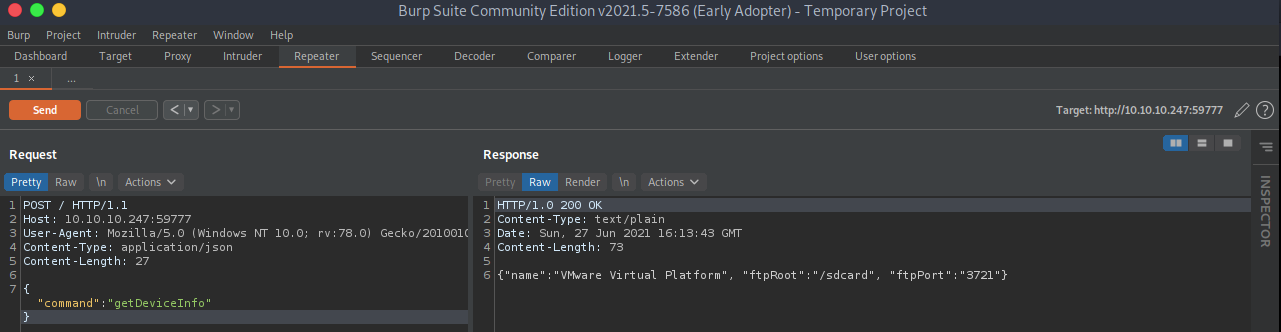 Burp Suite Community Edition v2021.5-7586 (Early Adopter) - Temporary Project
Burp Project Intruder Repeater Window Help
Dashboard Target Proxy Intruder Repeater Sequencer Decoder Comparer Logger Extender Project options User options
1 × ...
Send Cancel < > Target: http://10.10.10.247:59777 ?
Request
Pretty Raw \n Actions
1 POST / HTTP/1.1
2 Host: 10.10.10.247:59777
3 User-Agent: Mozilla/5.0 (Windows NT 10.0; rv:78.0) Gecko/2010010
4 Content-Type: application/json
5 Content-Length: 27
6
7 {
"command":"getDeviceInfo"
}
Response
Pretty Raw Render \n Actions
1 HTTP/1.0 200 OK
2 Content-Type: text/plain
3 Date: Sun, 27 Jun 2021 16:13:43 GMT
4 Content-Length: 73
5
6 {"name":"VMware Virtual Platform", "ftpRoot":"/sdcard", "ftpPort":"3721"}
INSPECTOR